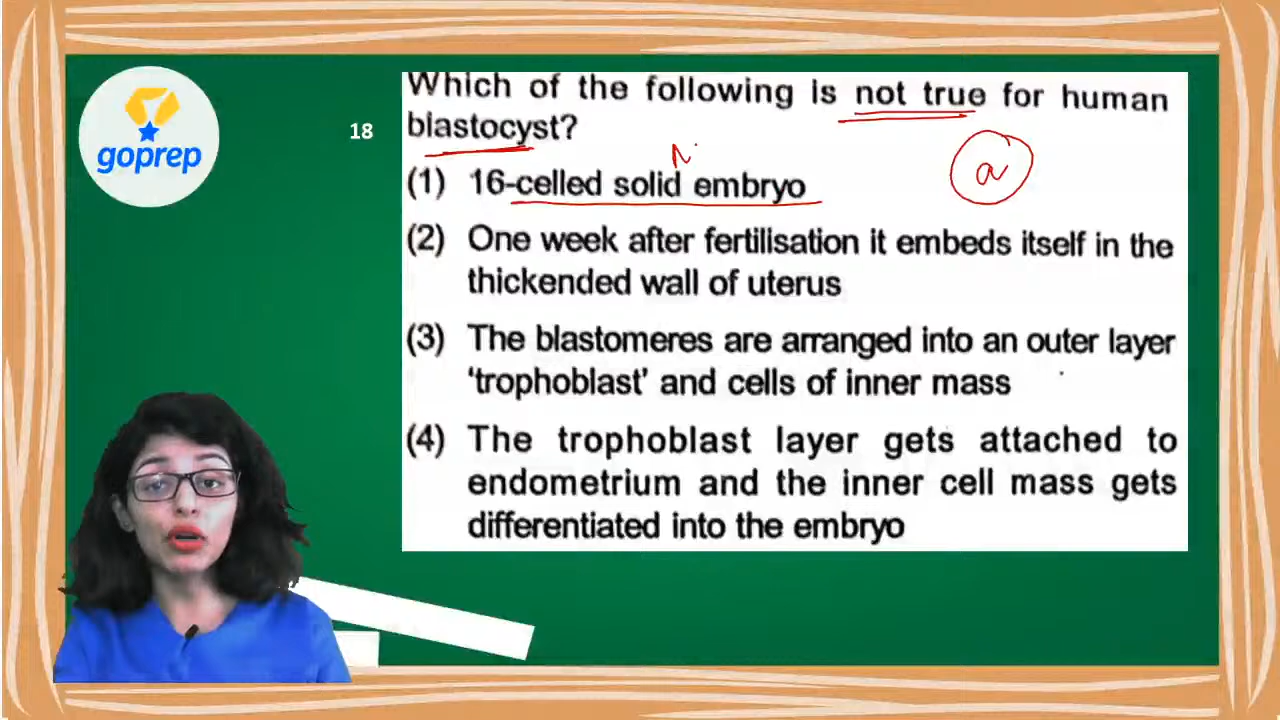 goprep
18
Which of the following is not true for human
blastocyst?
(1) 16-celled solid embryo
(2) One week after fertilisation it embeds itself in the
thickended wall of uterus
(3) The blastomeres are arranged into an outer layer
‘trophoblast’ and cells of inner mass
(4) The trophoblast layer gets attached to
endometrium and the inner cell mass gets
differentiated into the embryo
a